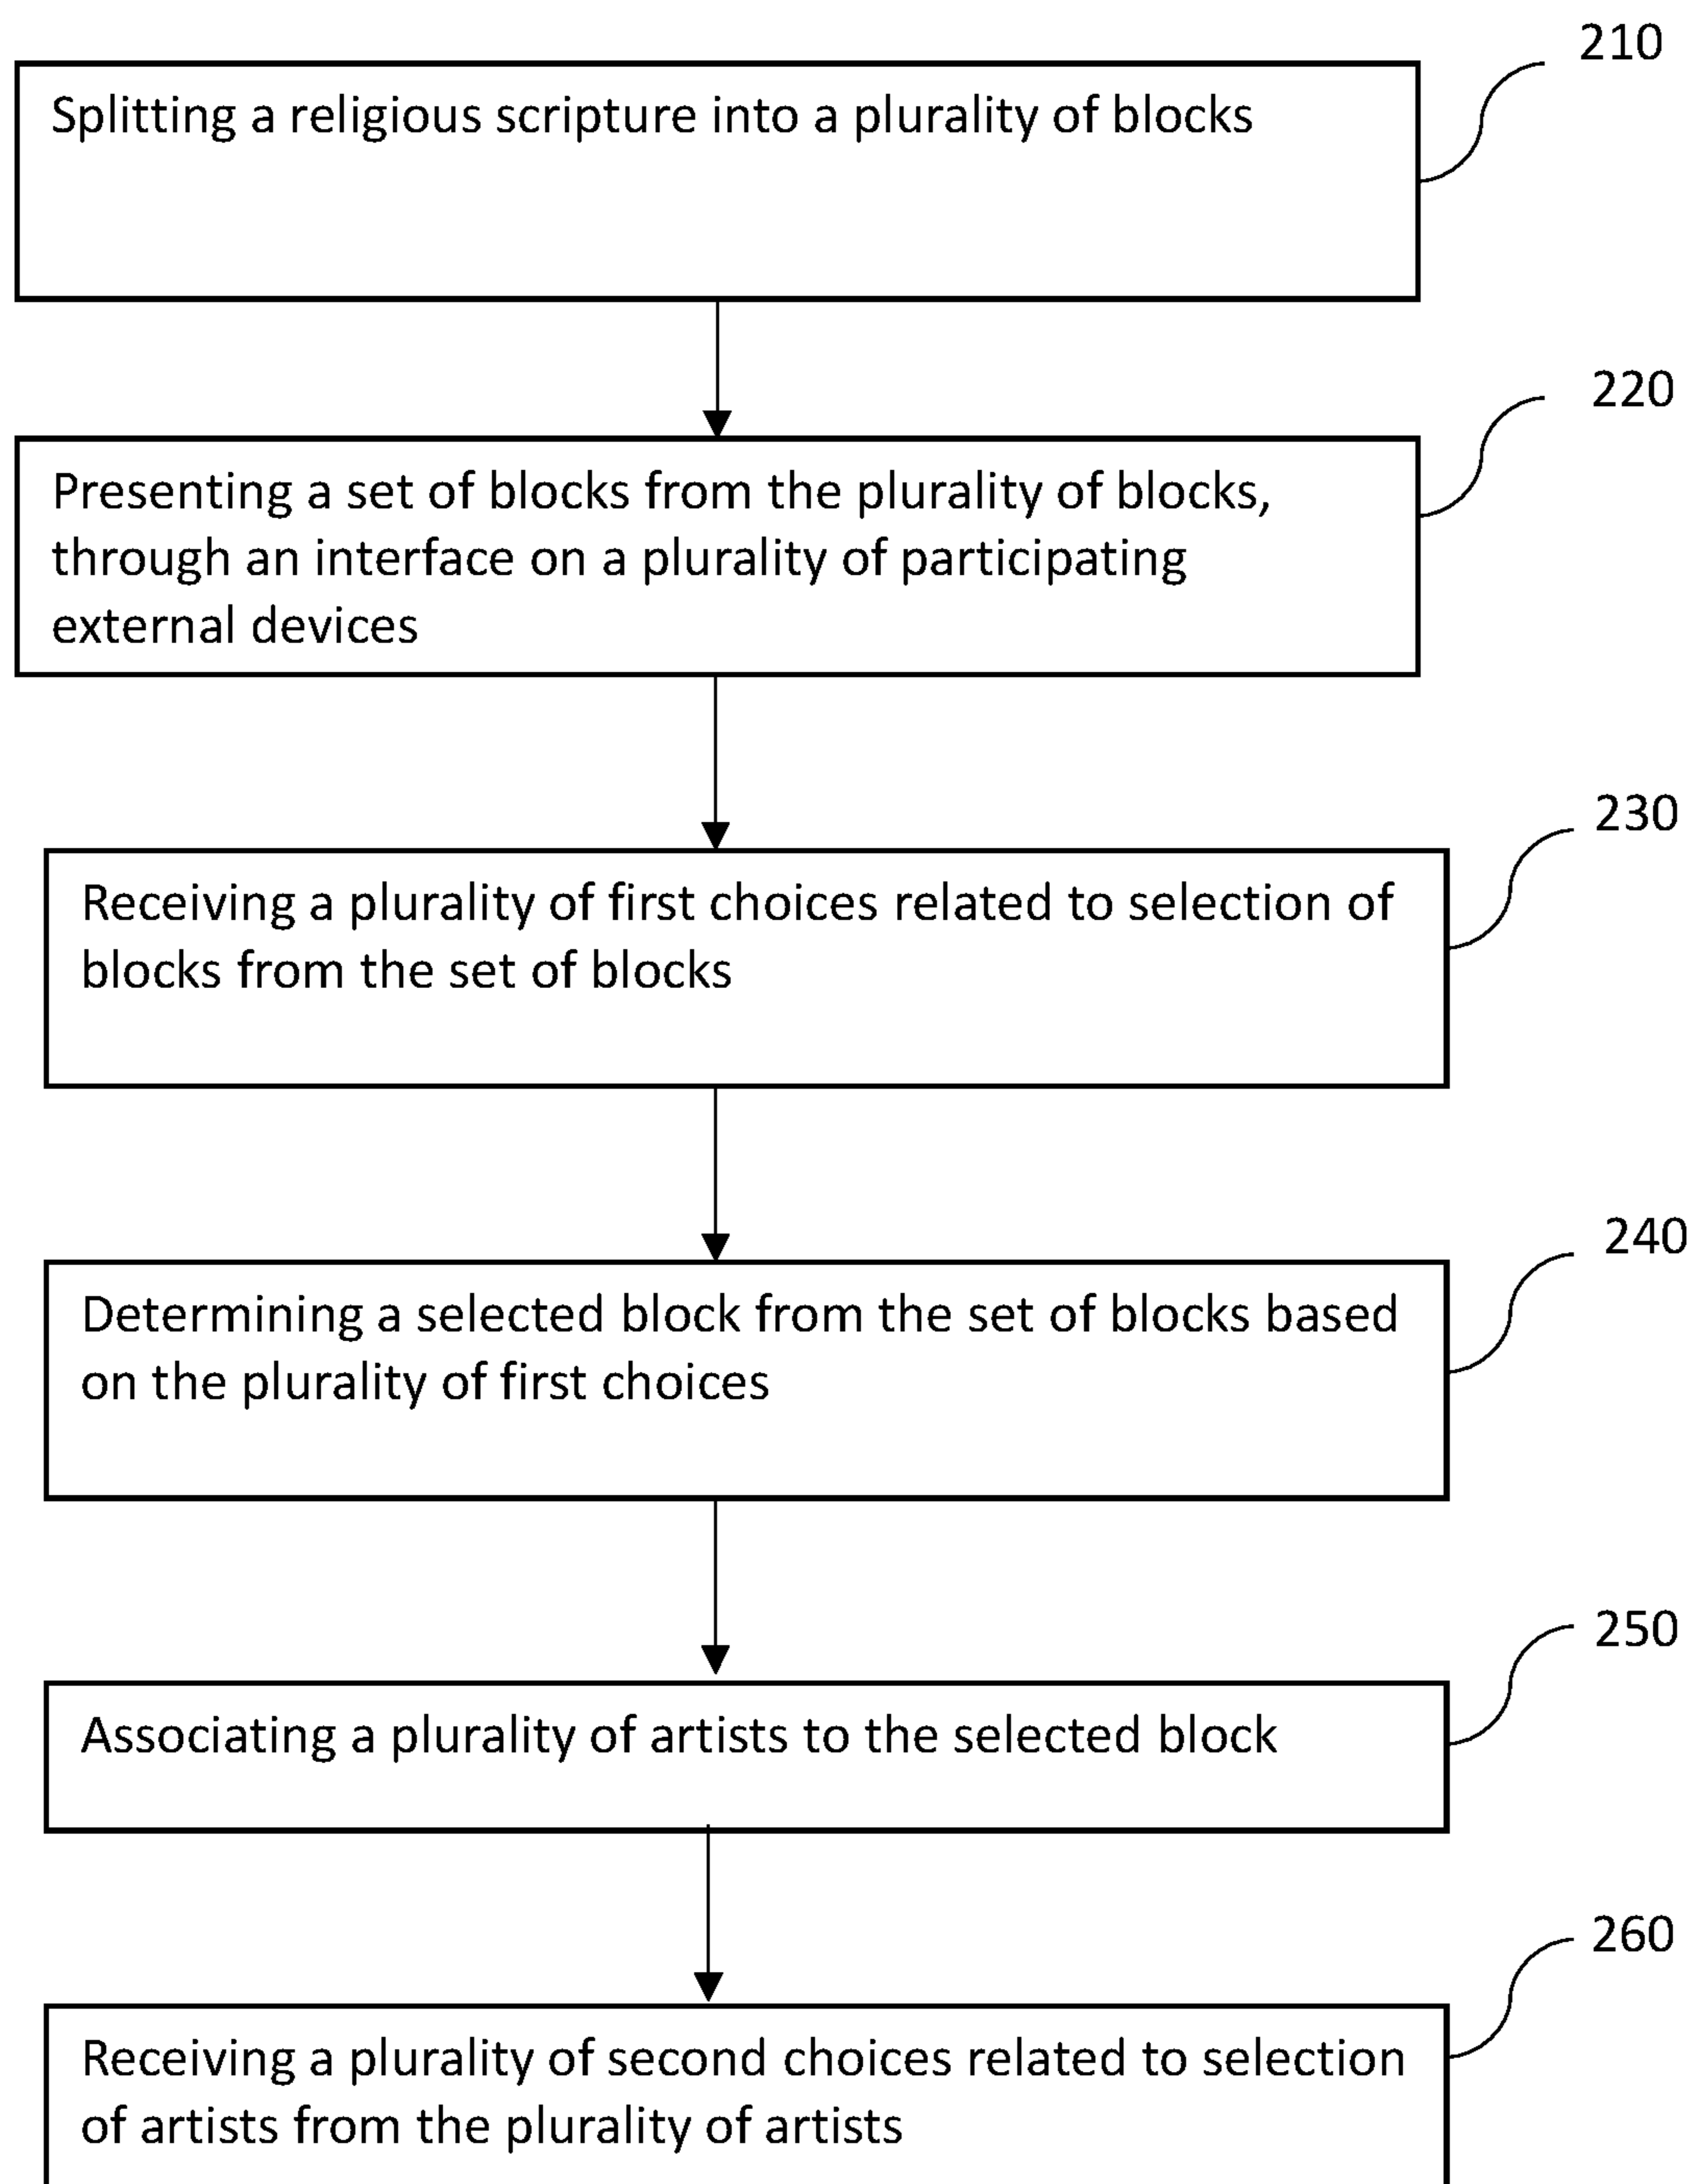 210
Splitting a religious scripture into a plurality of blocks
220
Presenting a set of blocks from the plurality of blocks,
through an interface on a plurality of participating
external devices
230
Receiving a plurality of first choices related to selection of
blocks from the set of blocks
240
Determining a selected block from the set of blocks based
on the plurality of first choices
250
Associating a plurality of artists to the selected block
260
Receiving a plurality of second choices related to selection
of artists from the plurality of artists